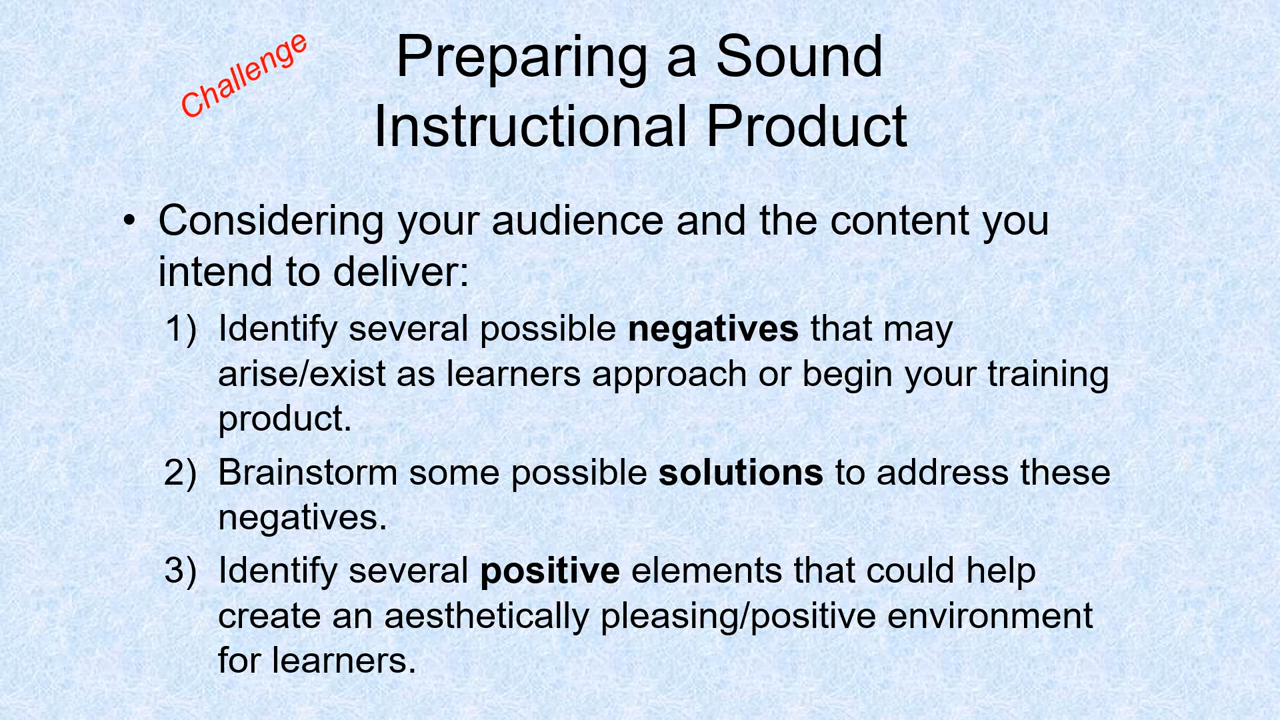 Challenge
Preparing a Sound
Instructional Product
• Considering your audience and the content you
intend to deliver:
1) Identify several possible negatives that may
arise/exist as learners approach or begin your training
product.
2) Brainstorm some possible solutions to address these
negatives.
3) Identify several positive elements that could help
create an aesthetically pleasing/positive environment
for learners.